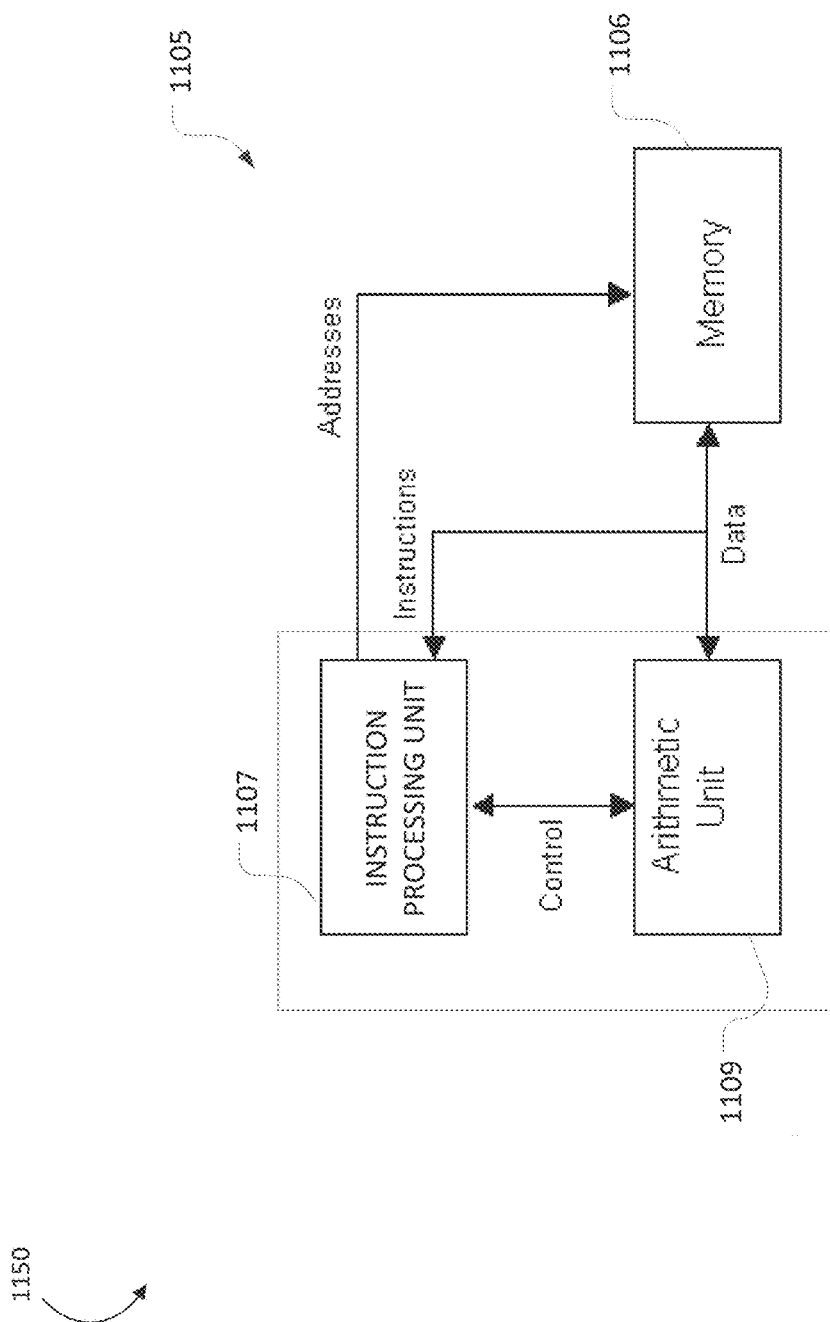 1150
1105
1107
INSTRUCTION
PROCESSING UNIT
Addresses
Instructions
Control
1109
Arithmetic
Unit
Data
Memory
1106